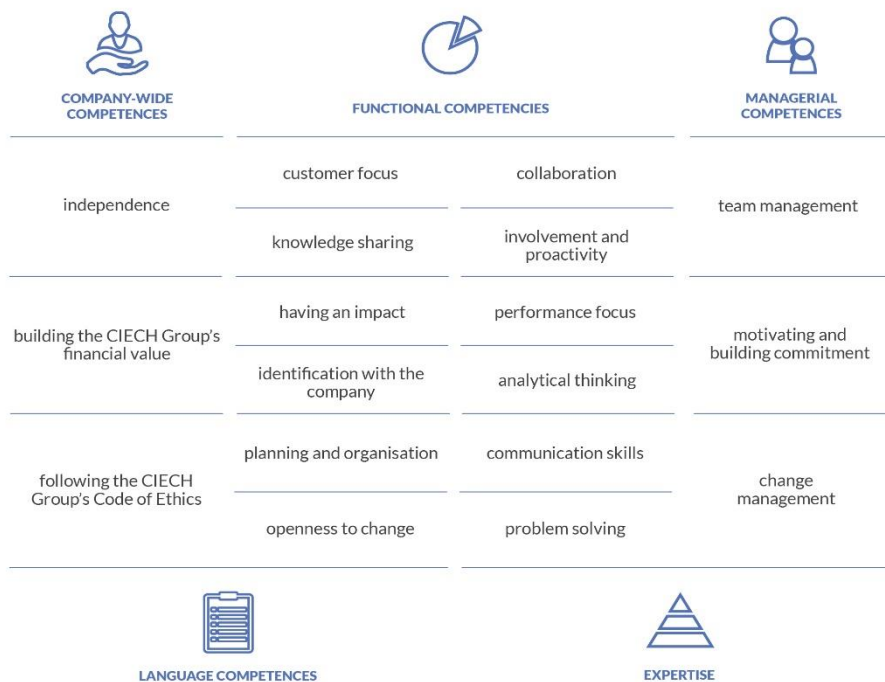 COMPANY-WIDE
COMPETENCES
FUNCTIONAL COMPETENCIES
MANAGERIAL
COMPETENCES
independence
customer focus
collaboration
knowledge sharing
involvement and
proactivity
team management
building the CIECH Group's
financial value
having an impact
performance focus
identification with the
company
analytical thinking
motivating and
building commitment
following the CIECH
Group's Code of Ethics
planning and organisation
communication skills
openness to change
problem solving
change
management
LANGUAGE COMPETENCES
EXPERTISE